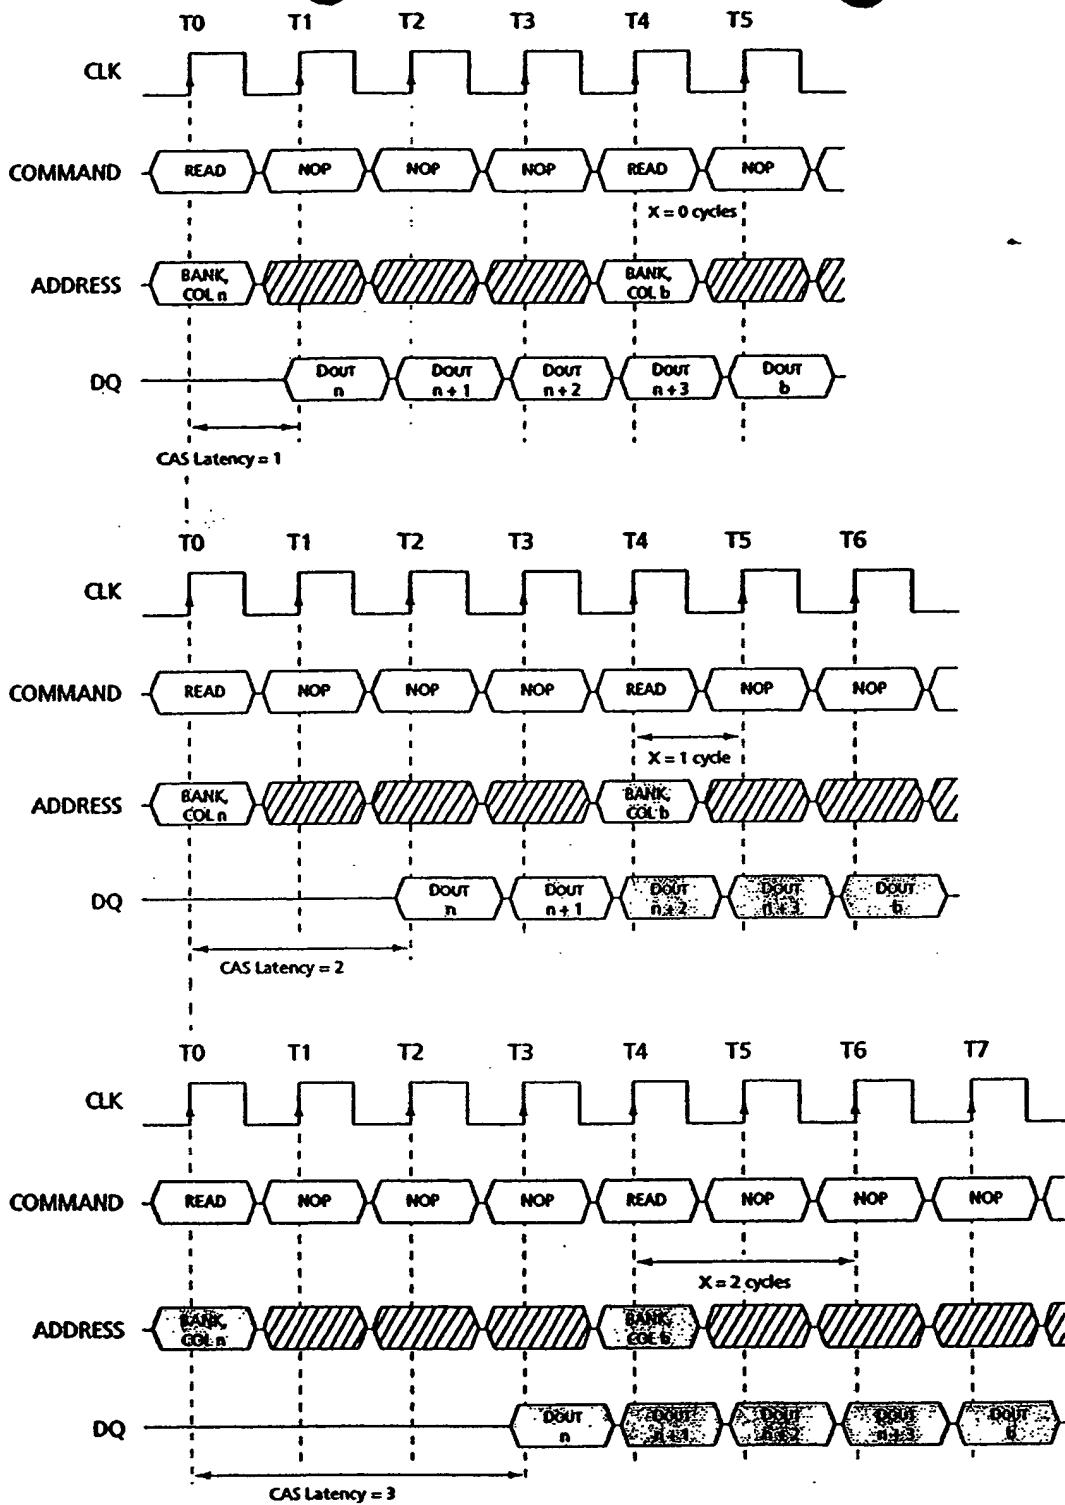 T0 T1 T2 T3 T4 T5
CLK
COMMAND READ NOP NOP NOP READ NOP
X = 0 cycles
ADDRESS BANK, COL n BANK, COL b
DQ DOUT n DOUT n + 1 DOUT n + 2 DOUT n + 3 DOUT b
CAS Latency = 1
T0 T1 T2 T3 T4 T5 T6
CLK
COMMAND READ NOP NOP NOP READ NOP NOP
X = 1 cycle
ADDRESS BANK, COL n BANK, COL b
DQ DOUT n DOUT n + 1 DOUT n + 2 DOUT n + 3 DOUT b
CAS Latency = 2
T0 T1 T2 T3 T4 T5 T6 T7
CLK
COMMAND READ NOP NOP NOP READ NOP NOP NOP
X = 2 cycles
ADDRESS BANK, COL n BANK, COL b
DQ DOUT n DOUT n + 1 DOUT n + 2 DOUT n + 3 DOUT b
CAS Latency = 3